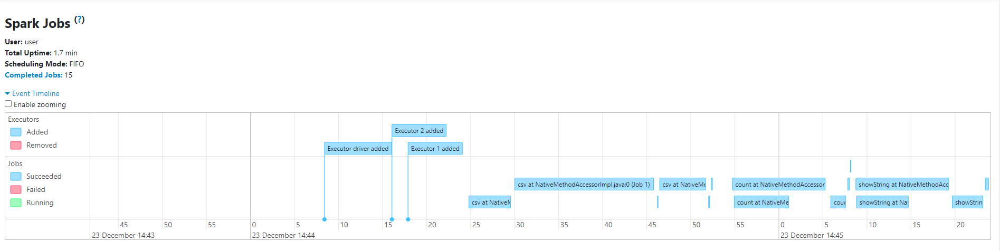 Spark Jobs (?)
User: user
Total Uptime: 1.7 min
Scheduling Mode: FIFO
Completed Jobs: 15
Event Timeline
Enable zooming
Executors
Added
Removed
Executor 2 added
Executor driver added
Executor 1 added
Jobs
Succeeded
Failed
Running
csv at NativeMethodAccessorImpl.java:0 (Job 1)
csv at NativeMe
count at NativeMethodAccessor
showString at NativeMethodAcc
csv at NativeM
count at NativeMe
cour
showString at Nat
showStrin
45 50 55 0 5 10 15 20 25 30 35 40 45 50 55 0 5 10 15 20
23 December 14:43 23 December 14:44 23 December 14:45